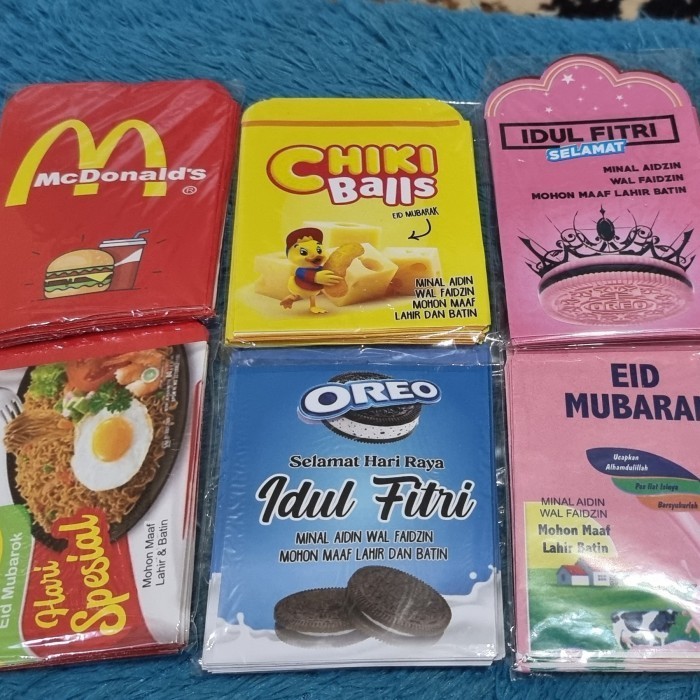 McDonald's
®
CHIKI
Balls
EID MUBARAK
MINAL AIDIN
WAL FAIDZIN
MOHON MAAF
LAHIR DAN BATIN
IDUL FITRI
SELAMAT
MINAL AIDZIN
WAL FAIDZIN
MOHON MAAF LAHIR BATIN
OREO
Eid Mubarok
Hari
Spesial
Mohon Maaf
Lahir & Batin
OREO
Selamat Hari Raya
Idul Fitri
MINAL AIDIN WAL FAIDZIN
MOHON MAAF LAHIR DAN BATIN
EID
MUBARA
Ucapkan
Alhamdulillah
Bersyukurlah
MINAL AIDIN
WAL FAIDZIN
Mohon Maaf
Lahir Batin